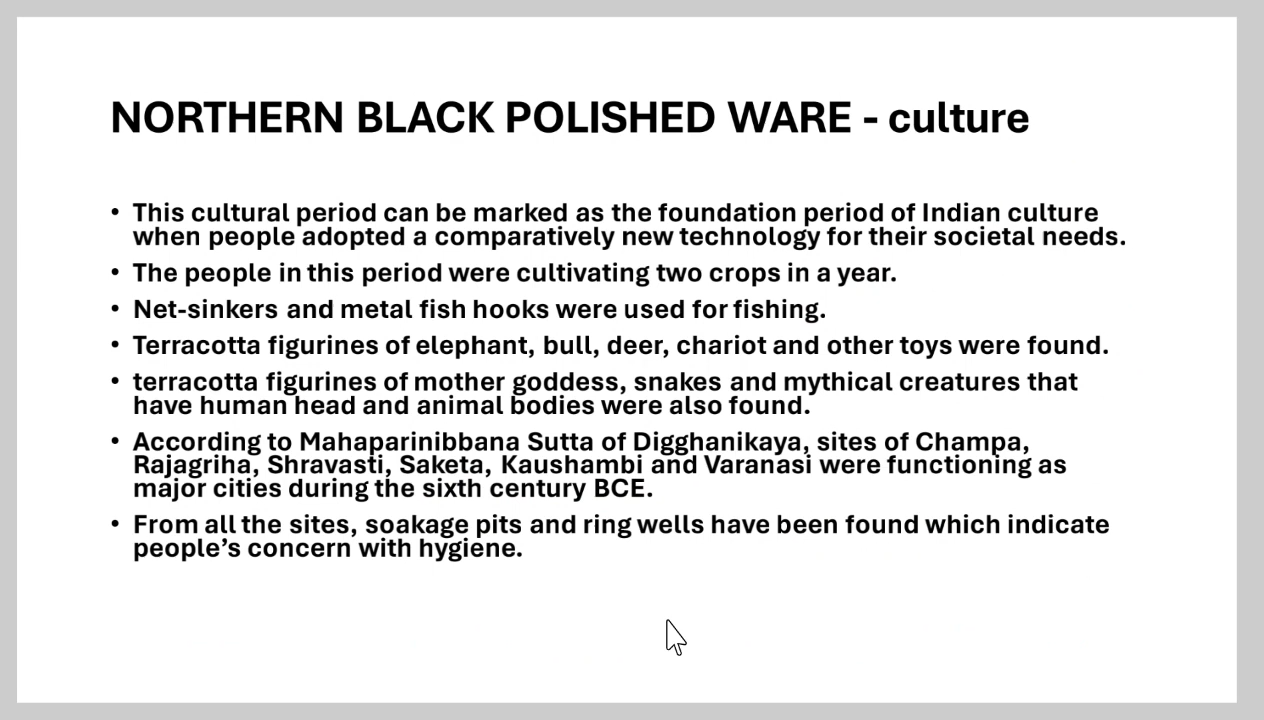 NORTHERN BLACK POLISHED WARE - culture
• This cultural period can be marked as the foundation period of Indian culture
when people adopted a comparatively new technology for their societal needs.
• The people in this period were cultivating two crops in a year.
• Net-sinkers and metal fish hooks were used for fishing.
• Terracotta figurines of elephant, bull, deer, chariot and other toys were found.
• terracotta figurines of mother goddess, snakes and mythical creatures that
have human head and animal bodies were also found.
• According to Mahaparinibbana Sutta of Digghanikaya, sites of Champa,
Rajagriha, Shravasti, Saketa, Kaushambi and Varanasi were functioning as
major cities during the sixth century BCE.
• From all the sites, soakage pits and ring wells have been found which indicate
people’s concern with hygiene.